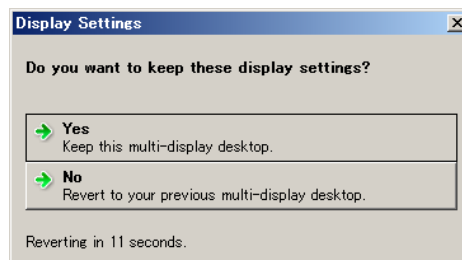 Display Settings
Do you want to keep these display settings?
Yes
Keep this multi-display desktop.
No
Revert to your previous multi-display desktop.
Reverting in 11 seconds.